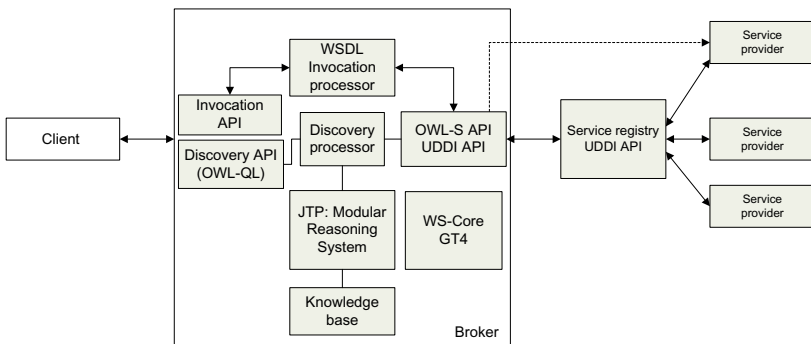 Client
WSDL
Invocation
processor
Invocation
API
Discovery API
(OWL-QL)
Discovery
processor
OWL-S API
UDDI API
JTP: Modular
Reasoning
System
WS-Core
GT4
Knowledge
base
Broker
Service registry
UDDI API
Service
provider
Service
provider
Service
provider